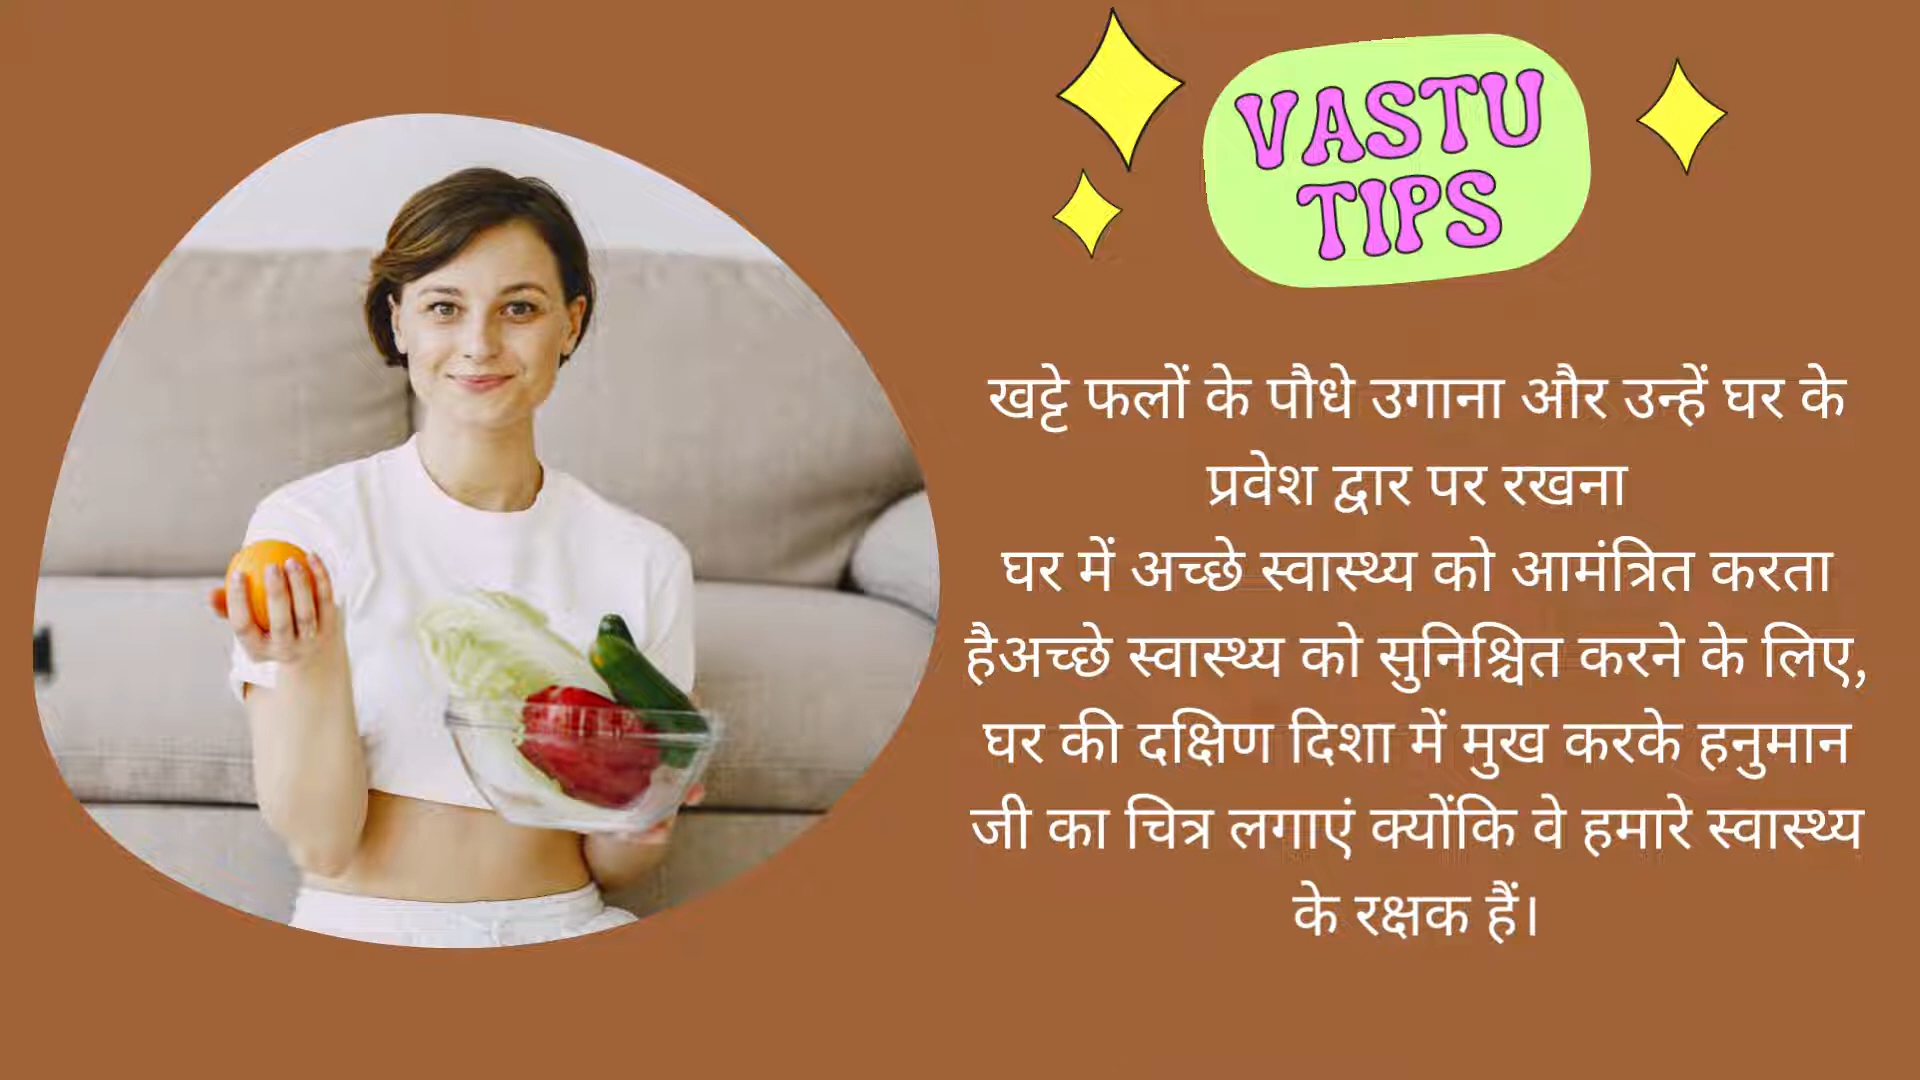 VASTU
TIPS
खट्टे फलों के पौधे उगाना और उन्हें घर के
प्रवेश द्वार पर रखना
घर में अच्छे स्वास्थ्य को आमंत्रित करता
हैअच्छे स्वास्थ्य को सुनिश्चित करने के लिए,
घर की दक्षिण दिशा में मुख करके हनुमान
जी का चित्र लगाएं क्योंकि वे हमारे स्वास्थ्य
के रक्षक हैं।